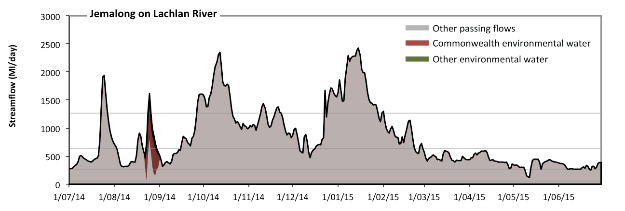 Jemalong on Lachlan River
3000
2500
2000
1500
1000
500
0
Streamflow (Ml/day)
Other passing flows
Commonwealth environmental water
Other environmental water
1/07/14 1/08/14 1/09/14 1/10/14 1/11/14 1/12/14 1/01/15 1/02/15 1/03/15 1/04/15 1/05/15 1/06/15